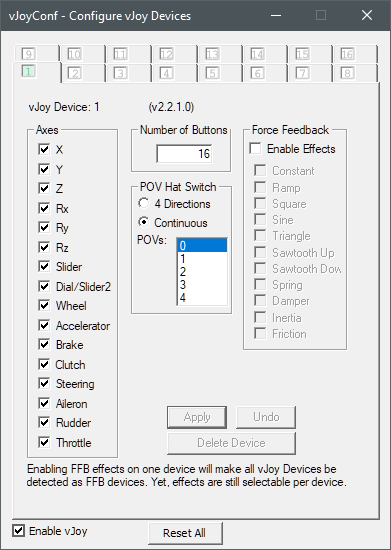 vJoyConf - Configure vJoy Devices
9 10 11 12 13 14 15 16
1 2 3 4 5 6 7 8
vJoy Device: 1 (v2.2.1.0)
Axes
X
Y
Z
Rx
Ry
Rz
Slider
Dial/Slider2
Wheel
Accelerator
Brake
Clutch
Steering
Aileron
Rudder
Throttle
Number of Buttons
16
POV Hat Switch
4 Directions
Continuous
POVs:
0
1
2
3
4
Force Feedback
Enable Effects
Constant
Ramp
Square
Sine
Triangle
Sawtooth Up
Sawtooth Dow
Spring
Damper
Inertia
Friction
Apply Undo
Delete Device
Enabling FFB effects on one device will make all vJoy Devices be
detected as FFB devices. Yet, effects are still selectable per device.
Enable vJoy Reset All